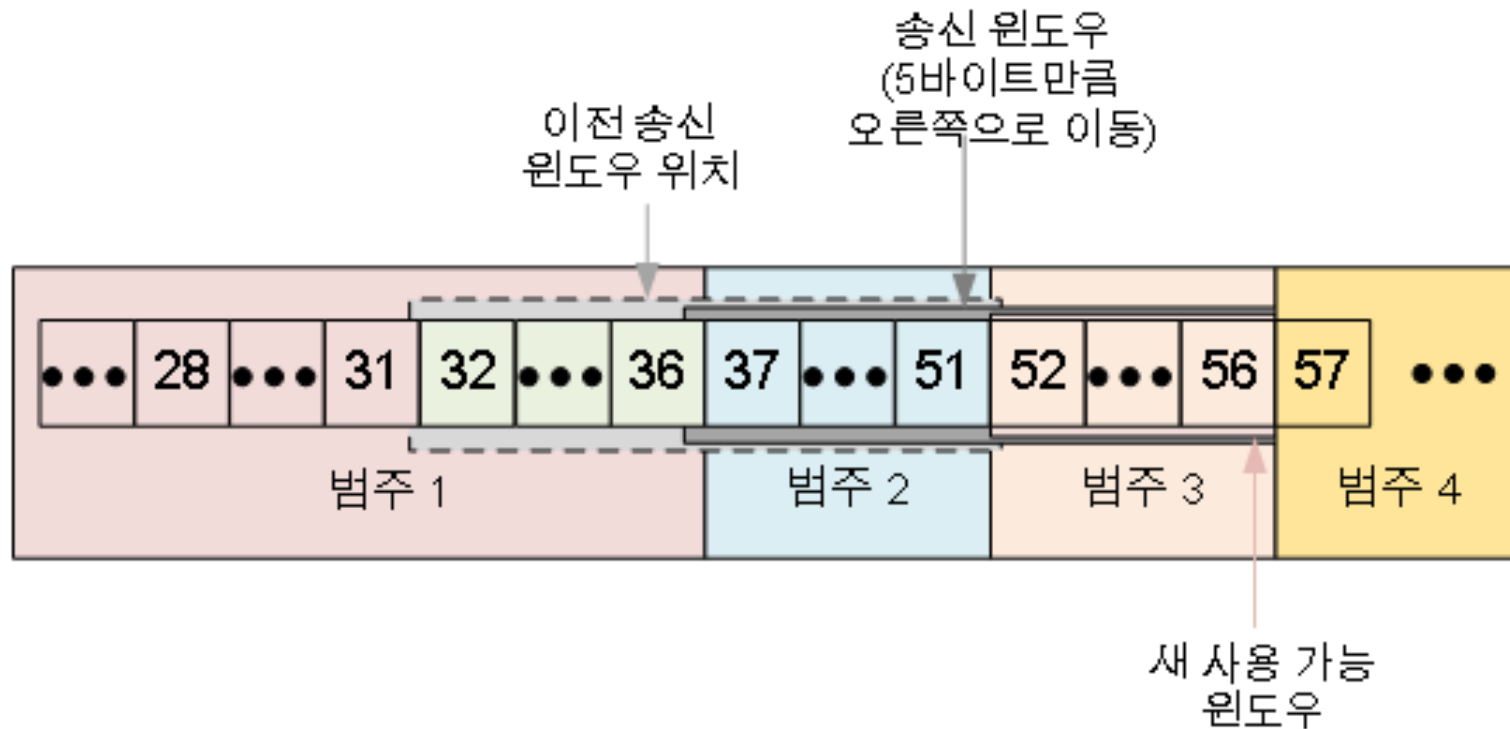 송신 윈도우
(5바이트만큼
오른쪽으로 이동)
이전 송신
윈도우 위치
••• 28 ••• 31 32 ••• 36 37 ••• 51 52 ••• 56 57 •••
범주 1 범주 2 범주 3 범주 4
새 사용 가능
윈도우